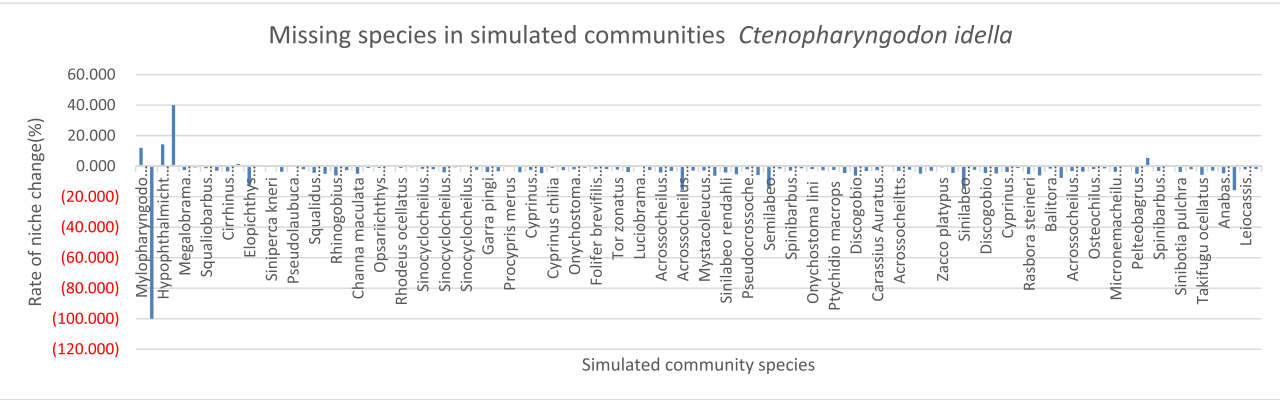 Missing species in simulated communities Ctenopharyngodon idella
Rate of niche change(%)
60.000
40.000
20.000
0.000
(20.000)
(40.000)
(60.000)
(80.000)
(100.000)
(120.000)
Mylopharyngodo…
Hypophthalmicht…
Megalobrama…
Squaliobarbus…
Cirrhinus…
Elopichthys…
Siniperca kneri
Pseudolaubuca…
Squalidus…
Rhinogobius…
Channa maculata
Opsariichthys…
Rhodeus ocellatus
Sinocyclocheilus…
Sinocyclocheilus…
Sinocyclocheilus…
Garra pingi…
Procypris merus
Cyprinus…
Cyprinus chilia
Onychostoma…
Folifer brevifilis…
Tor zonatus
Luciobrama…
Acrossocheilus…
Acrossocheilus…
Mystacoleucus…
Sinilabeo rendahli
Pseudocrossoche…
Semilabeo…
Spinibarbus…
Onychostoma lini
Ptychidio macrops
Discogobio…
Carassius Auratus…
Acrossocheitts…
Zacco platypus
Sinilabeo…
Discogobio…
Cyprinus…
Rasbora steineri
Balitora…
Acrossocheilus…
Osteochilus…
Micronemacheilu…
Pelteobagrus…
Spinibarbus…
Sinibotia pulchra
Takifugu ocellatus
Anabas…
Leiocassis…
Simulated community species